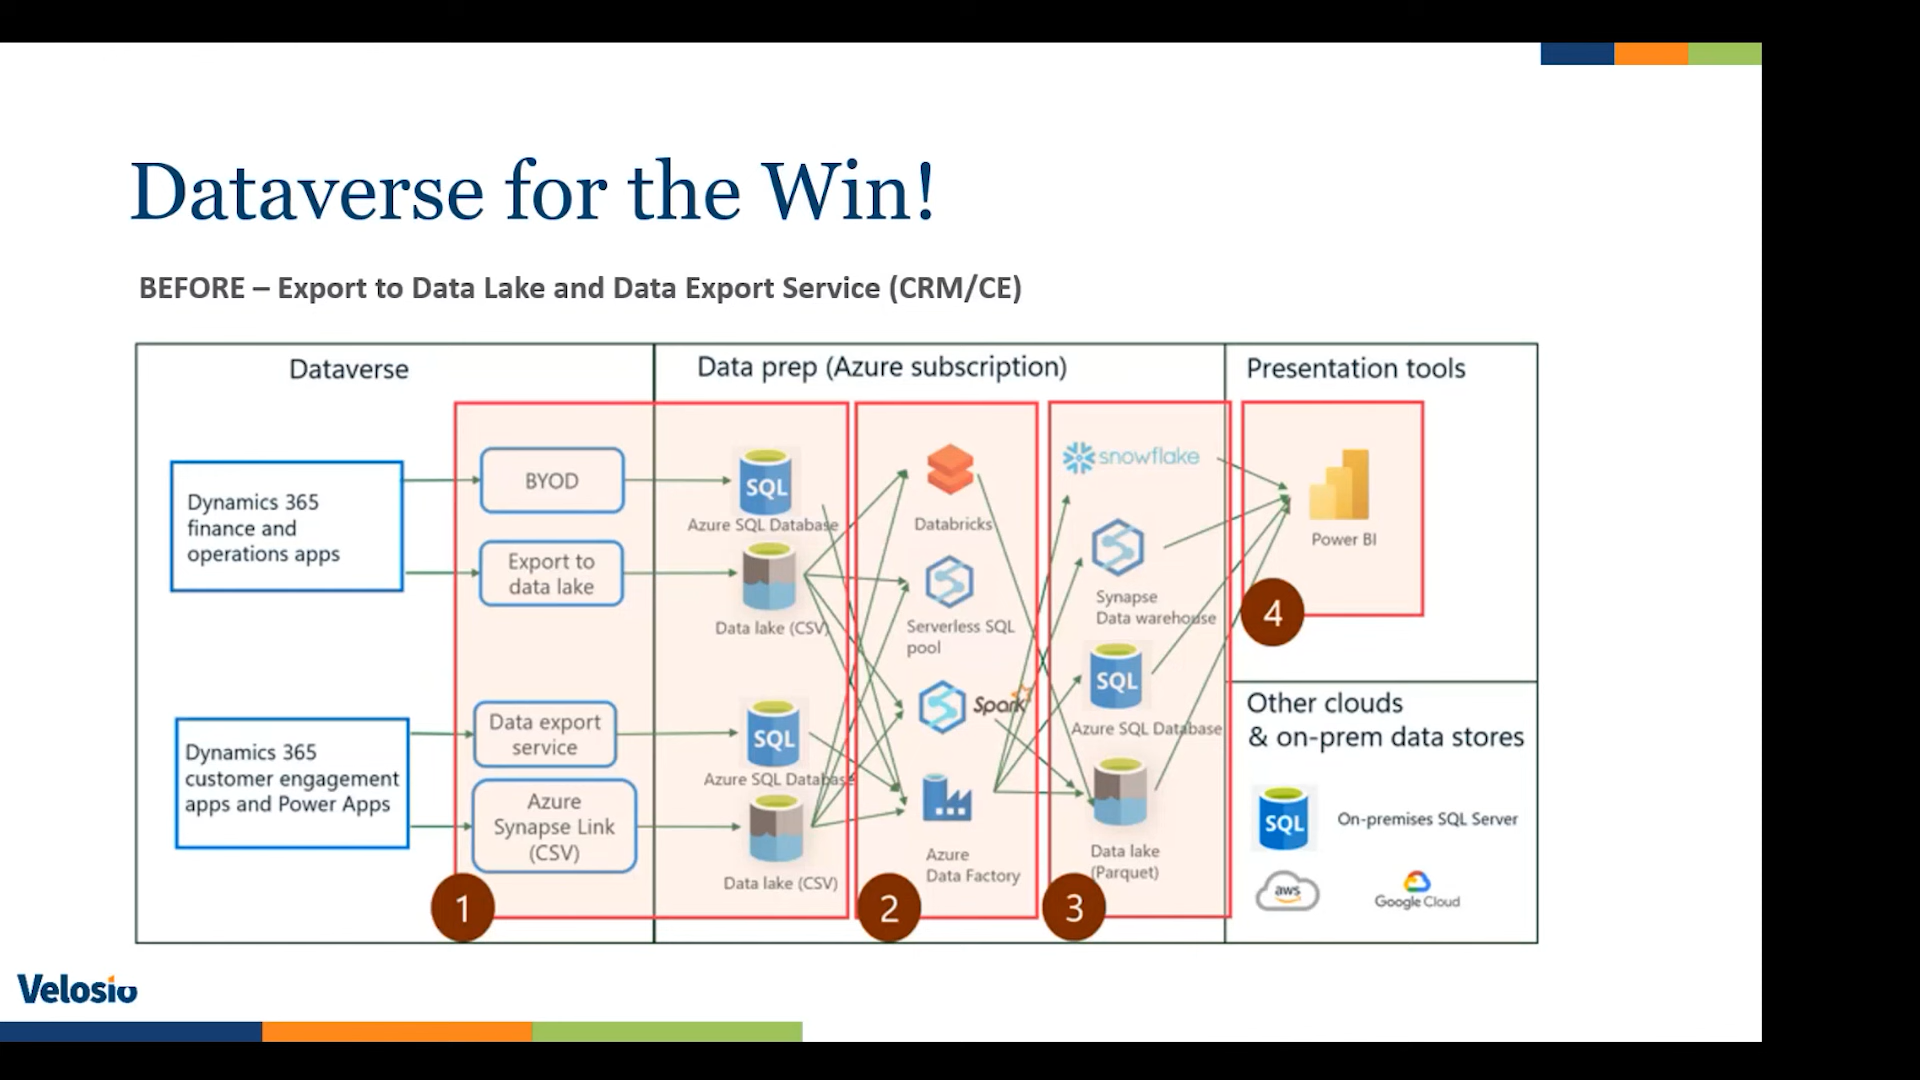 Dataverse for the Win!
BEFORE – Export to Data Lake and Data Export Service (CRM/CE)
Dataverse
Data prep (Azure subscription)
Presentation tools
Dynamics 365
finance and
operations apps
BYOD
Export to
data lake
SQL
Azure SQL Database
Data lake (CSV)
Dynamics 365
customer engagement
apps and Power Apps
Data export
service
Azure
Synapse Link
(CSV)
SQL
Azure SQL Database
Data lake (CSV)
1
Databricks
Serverless SQL
pool
Spark
Azure
Data Factory
2
snowflake
Synapse
Data warehouse
SQL
Azure SQL Database
Data lake
(Parquet)
3
Power BI
4
Other clouds
& on-prem data stores
SQL
On-premises SQL Server
aws
Google Cloud
Velosio